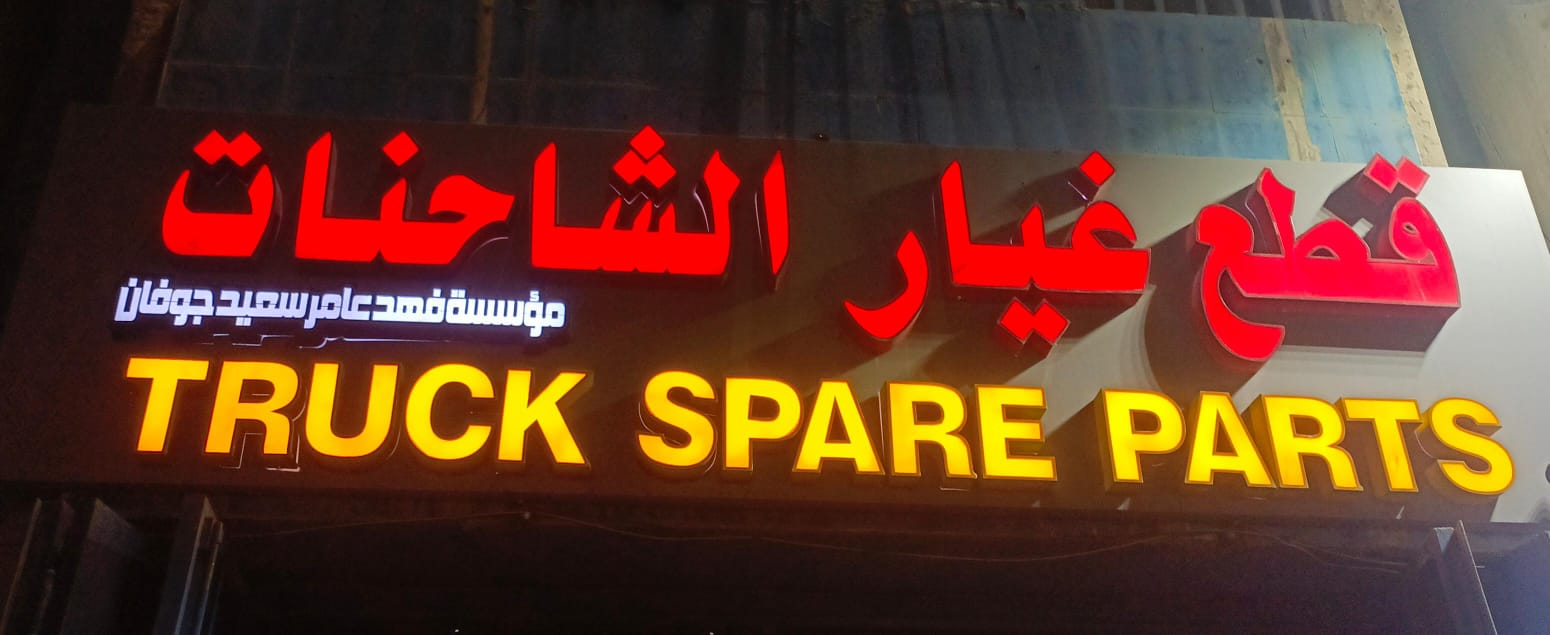 قطع غيار الشاحنات
مؤسسة فهد عامر سعيد جوفان
TRUCK SPARE PARTS